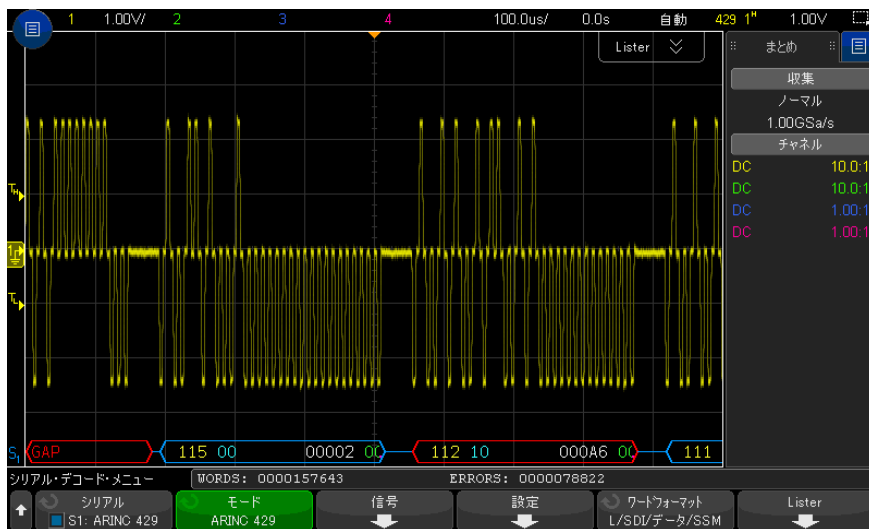 1 1.00V/ 2 3 4 100.0us/ 0.0s 自動 429 1H 1.00V
Lister
まとめ
収集
ノーマル
1.00GSa/s
チャネル
DC 10.0:1
DC 10.0:1
DC 1.00:1
DC 1.00:1
TH
1
TL
S1 GAP 115 00 00002 00 112 10 000A6 00 111
シリアル・デコード・メニュー WORDS: 0000157643 ERRORS: 0000078822
シリアル モード 信号 設定 ワードフォーマット Lister
S1: ARINC 429 ARINC 429 L/SDI/データ/SSM